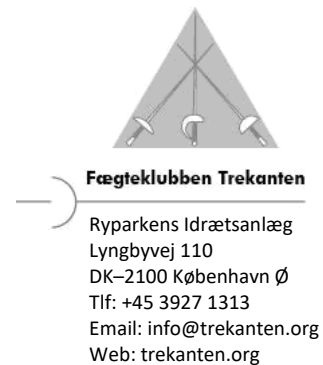 Fægteklubben Trekanten
Ryparkens Idrætsanlæg
Lyngbyvej 110
DK–2100 København Ø
Tlf: +45 3927 1313
Email: info@trekanten.org
Web: trekanten.org